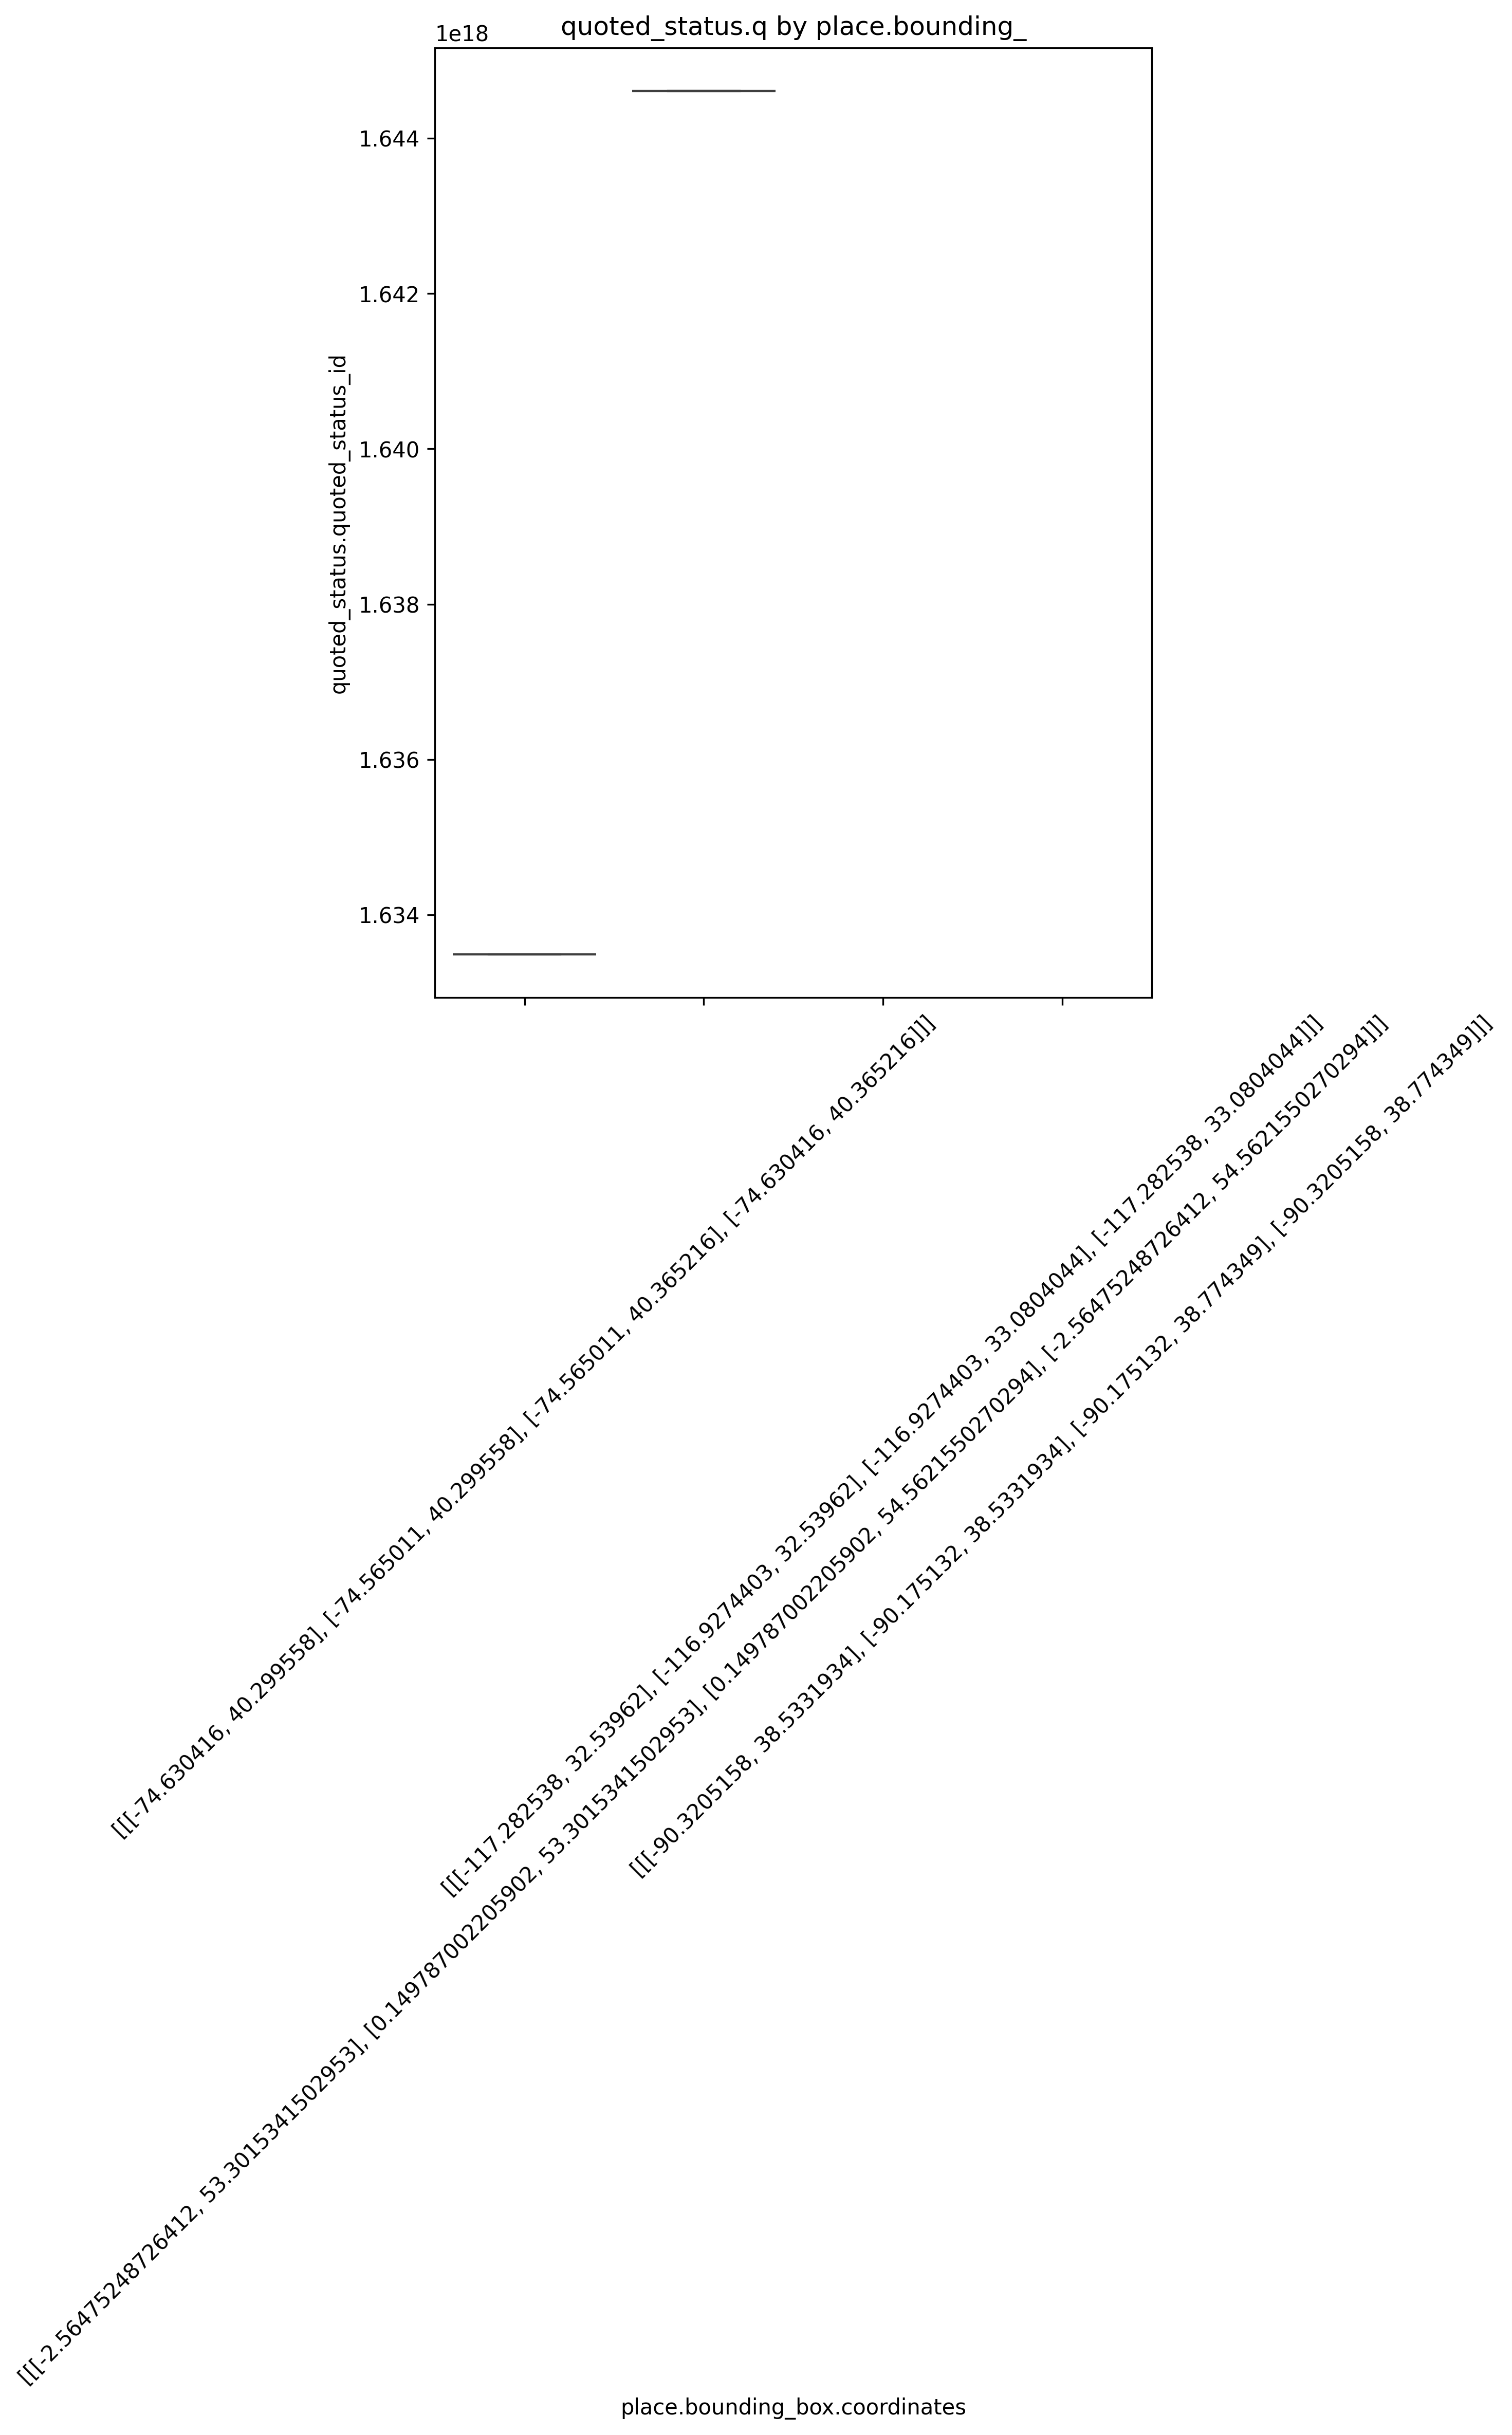 quoted_status.q by place.bounding_
1e18
1.644
1.642
1.640
1.638
1.636
1.634
quoted_status.quoted_status_id
[[[-74.630416, 40.299558], [-74.565011, 40.299558], [-74.565011, 40.365216], [-74.630416, 40.365216]]]
[[[-117.282538, 32.53962], [-116.9274403, 32.53962], [-116.9274403, 33.0804044], [-117.282538, 33.0804044]]]
[[[-2.56475248726412, 53.3015341502953], [0.149787002205902, 53.3015341502953], [0.149787002205902, 54.5621550270294], [-2.56475248726412, 54.5621550270294]]]
[[[-90.3205158, 38.5331934], [-90.175132, 38.5331934], [-90.175132, 38.774349], [-90.3205158, 38.774349]]]
place.bounding_box.coordinates